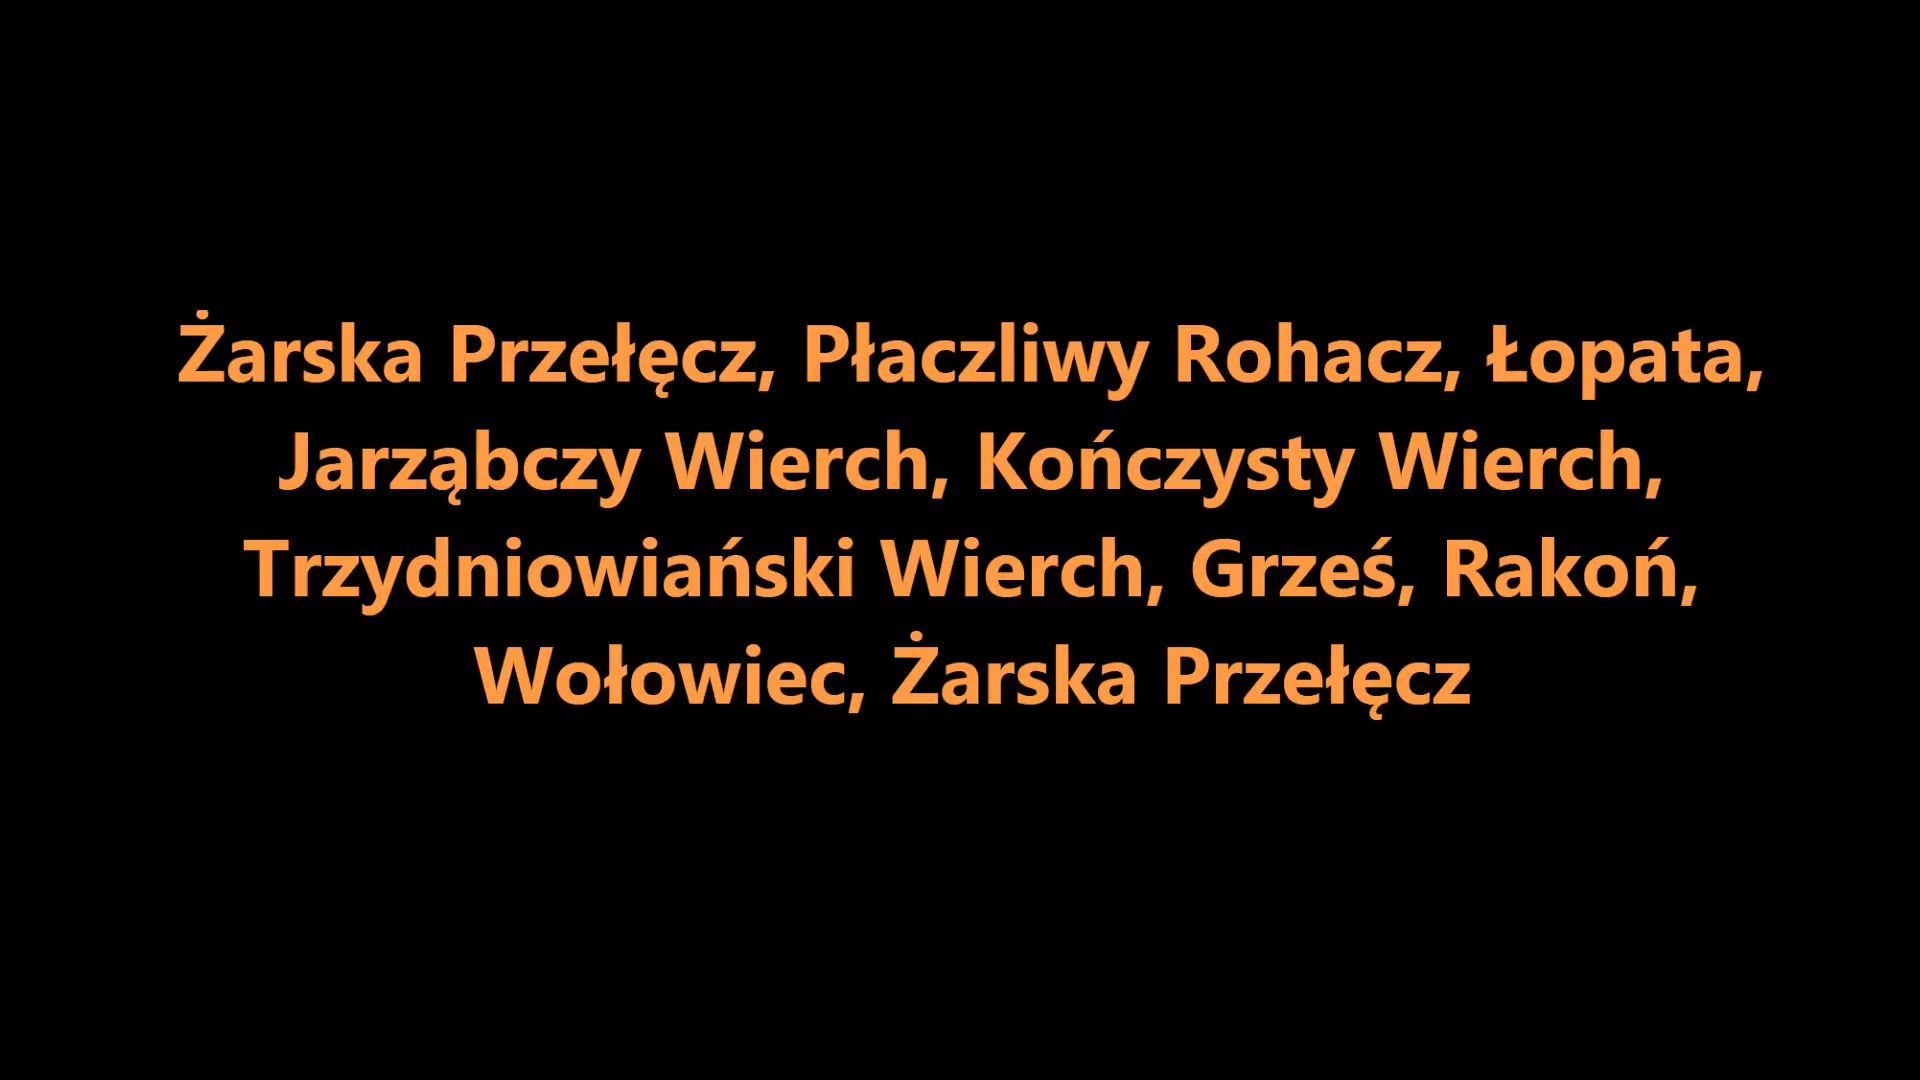 Żarska Przełęcz, Płaczliwy Rohacz, Łopata,
Jarząbczy Wierch, Kończysty Wierch,
Trzydniowiański Wierch, Grześ, Rakoń,
Wołowiec, Żarska Przełęcz